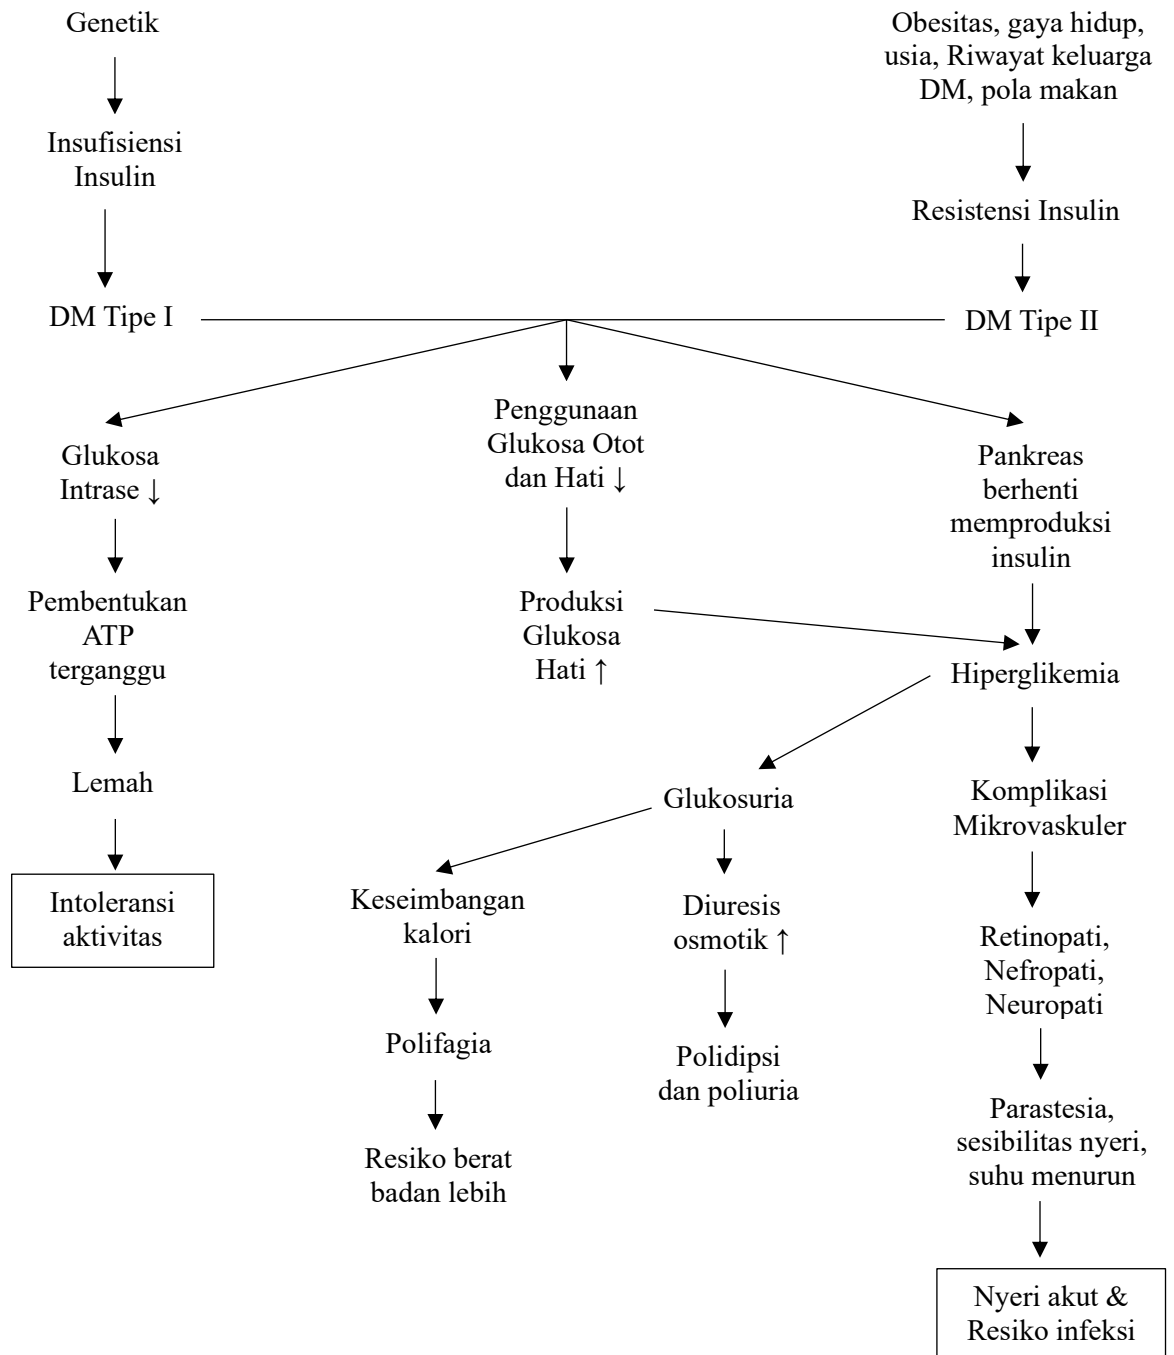 Genetik
Obesitas, gaya hidup,
usia, Riwayat keluarga
DM, pola makan
Insufisiensi
Insulin
Resistensi Insulin
DM Tipe I
DM Tipe II
Glukosa
Intrase ↓
Penggunaan
Glukosa Otot
dan Hati ↓
Pankreas
berhenti
memproduksi
insulin
Pembentukan
ATP
terganggu
Produksi
Glukosa
Hati ↑
Hiperglikemia
Lemah
Glukosuria
Komplikasi
Mikrovaskuler
Intoleransi
aktivitas
Keseimbangan
kalori
Diuresis
osmotik ↑
Retinopati,
Nefropati,
Neuropati
Polifagia
Polidipsi
dan poliuria
Parastesia,
sesibilitas nyeri,
suhu menurun
Resiko berat
badan lebih
Nyeri akut &
Resiko infeksi